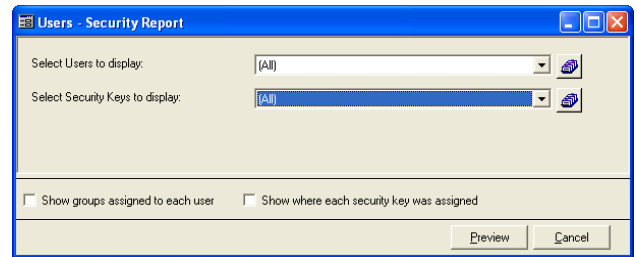 Users - Security Report
Select Users to display: (All)
Select Security Keys to display: (All)
Show groups assigned to each user Show where each security key was assigned
Preview Cancel